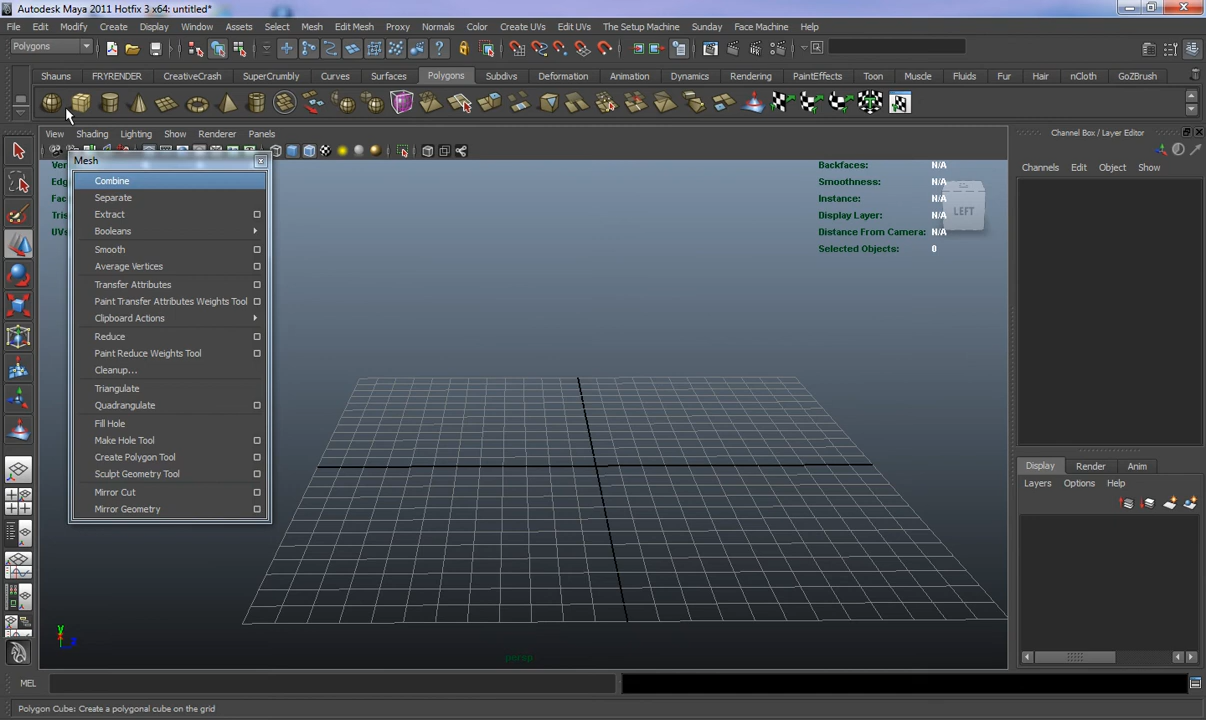 Autodesk Maya 2011 Hotfix 3 x64: untitled*
File Edit Modify Create Display Window Assets Select Mesh Edit Mesh Proxy Normals Color Create UVs Edit UVs The Setup Machine Sunday Face Machine Help
Polygons
Shauns FRYRENDER CreativeCrash SuperCrumbly Curves Surfaces Polygons Subdivs Deformation Animation Dynamics Rendering PaintEffects Toon Muscle Fluids Fur Hair nCloth GoZBrush
View Shading Lighting Show Renderer Panels
Channel Box / Layer Editor
Channels Edit Object Show
Mesh
Combine
Separate
Extract
Booleans
Smooth
Average Vertices
Transfer Attributes
Paint Transfer Attributes Weights Tool
Clipboard Actions
Reduce
Paint Reduce Weights Tool
Cleanup...
Triangulate
Quadrangulate
Fill Hole
Make Hole Tool
Create Polygon Tool
Sculpt Geometry Tool
Mirror Cut
Mirror Geometry
Ver
Edg
Fac
Tris
UVs
Backfaces: N/A
Smoothness: N/A
Instance: N/A
Display Layer: N/A
Distance From Camera: N/A
Selected Objects: 0
LEFT
Display Render Anim
Layers Options Help
y
persp
MEL
Polygon Cube: Create a polygonal cube on the grid